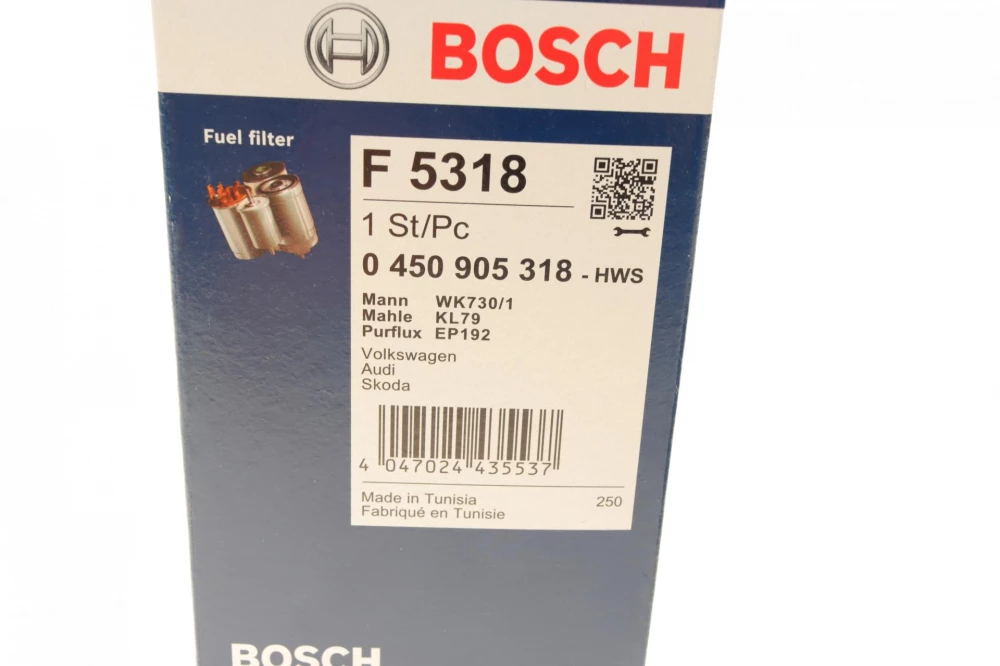 BOSCH
Fuel filter
F 5318
1 St/Pc
0 450 905 318 - HWS
Mann WK730/1
Mahle KL79
Purflux EP192
Volkswagen
Audi
Skoda
4 047024 435537
Made in Tunisia 250
Fabriqué en Tunisie
BOSCH